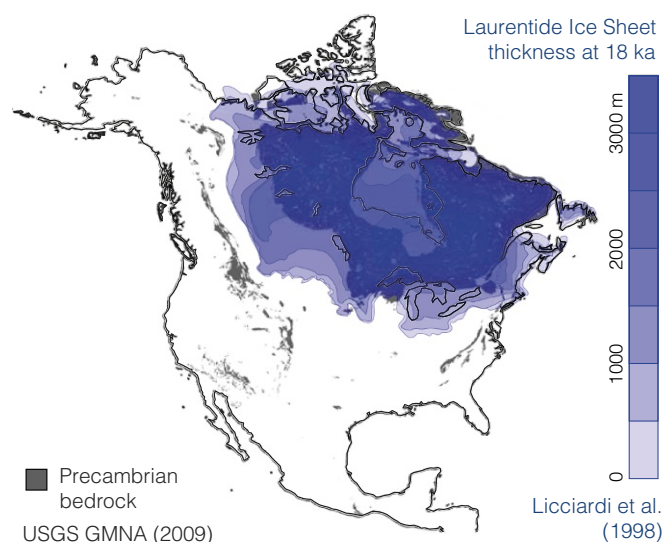 Laurentide Ice Sheet
thickness at 18 ka
3000 m
2000
1000
0
Precambrian
bedrock
USGS GMNA (2009)
Licciardi et al.
(1998)